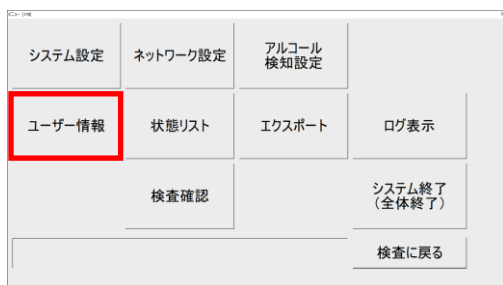 システム設定
ネットワーク設定
アルコール
検知設定
ユーザー情報
状態リスト
エクスポート
ログ表示
検査確認
システム終了
（全体終了）
検査に戻る